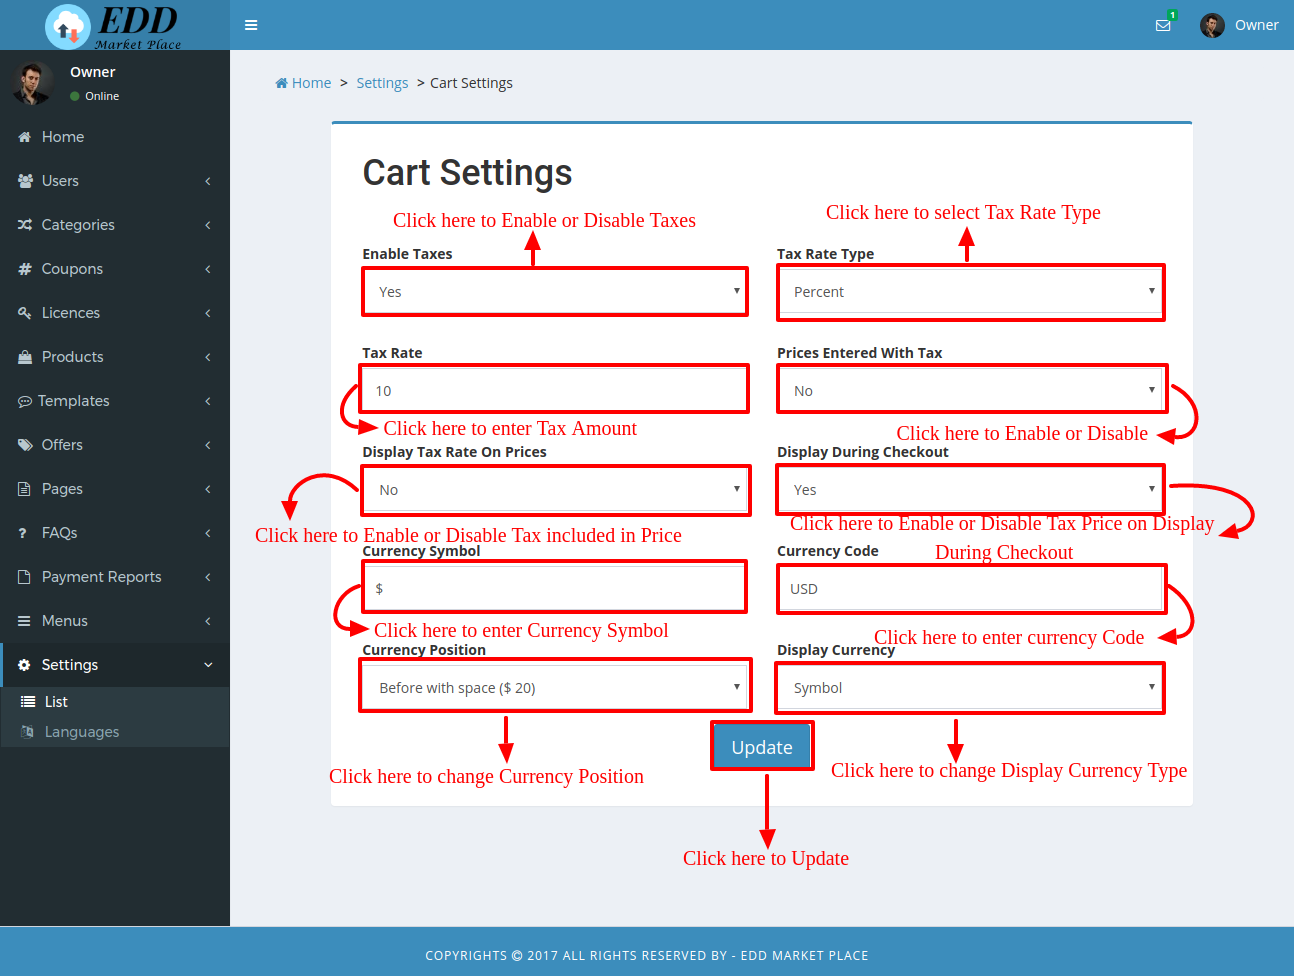 EDD
Market Place
1
Owner
Owner
Online
Home
Users
Categories
Coupons
Licences
Products
Templates
Offers
Pages
FAQs
Payment Reports
Menus
Settings
List
Languages
Home > Settings > Cart Settings
Cart Settings
Click here to Enable or Disable Taxes
Click here to select Tax Rate Type
Enable Taxes
Tax Rate Type
Yes
Percent
Tax Rate
Prices Entered With Tax
10
No
Click here to enter Tax Amount
Click here to Enable or Disable
Display Tax Rate On Prices
Display During Checkout
No
Yes
Click here to Enable or Disable Tax included in Price
Click here to Enable or Disable Tax Price on Display
During Checkout
Currency Symbol
Currency Code
$
USD
Click here to enter Currency Symbol
Click here to enter currency Code
Currency Position
Display Currency
Before with space ($ 20)
Symbol
Update
Click here to change Currency Position
Click here to change Display Currency Type
Click here to Update
COPYRIGHTS © 2017 ALL RIGHTS RESERVED BY - EDD MARKET PLACE